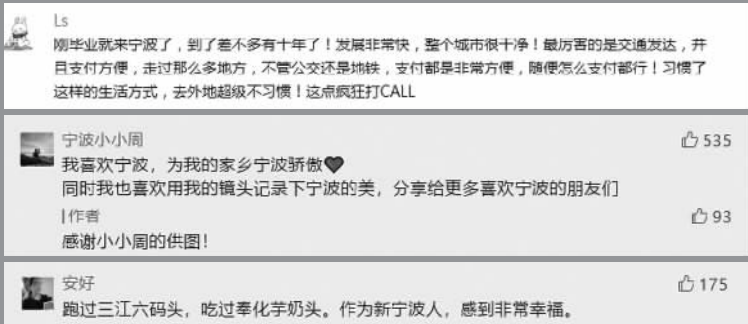 Ls
刚毕业就来宁波了，到了差不多有十年了！发展非常快，整个城市很干净！最厉害的是交通发达，并
且支付方便，走过那么多地方，不管公交还是地铁，支付都是非常方便，随便怎么支付都行！习惯了
这样的生活方式，去外地超级不习惯！这点疯狂打CALL
宁波小小周 535
我喜欢宁波，为我的家乡宁波骄傲❤
同时我也喜欢用我的镜头记录下宁波的美，分享给更多喜欢宁波的朋友们
|作者 93
感谢小小周的供图！
安好 175
跑过三江六码头，吃过奉化芋奶头。作为新宁波人，感到非常幸福。